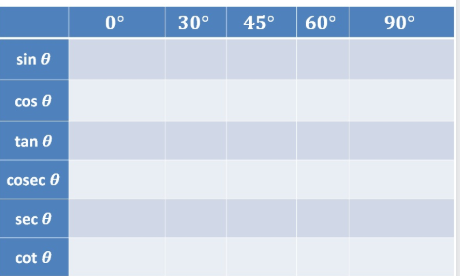 0° 30° 45° 60° 90°
sin θ
cos θ
tan θ
cosec θ
sec θ
cot θ